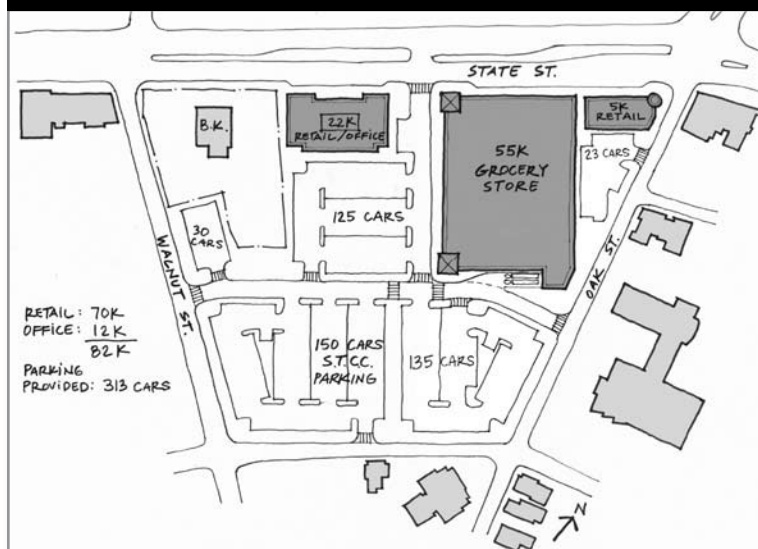 STATE ST.
B.K.
22K
RETAIL/OFFICE
5K
RETAIL
55K
GROCERY
STORE
23 CARS
125 CARS
30
CARS
WALNUT ST.
OAK ST.
RETAIL: 70K
OFFICE: 12K
82K
PARKING
PROVIDED: 313 CARS
150 CARS
S.T.C.C.
PARKING
135 CARS
N